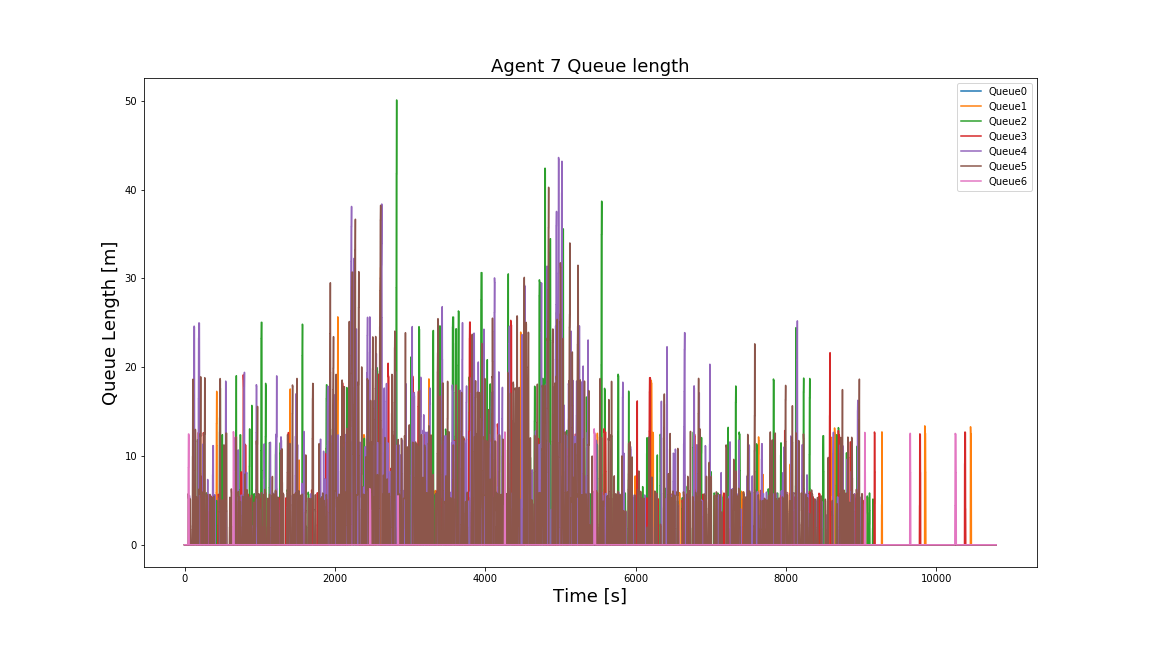 Agent 7 Queue length
Queue Length [m]
50
40
30
20
10
0
Queue0
Queue1
Queue2
Queue3
Queue4
Queue5
Queue6
0 2000 4000 6000 8000 10000
Time [s]